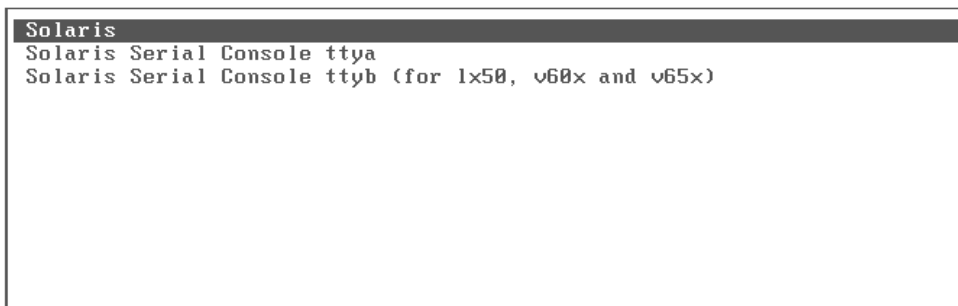 Solaris
Solaris Serial Console ttya
Solaris Serial Console ttyb (for lx50, v60x and v65x)